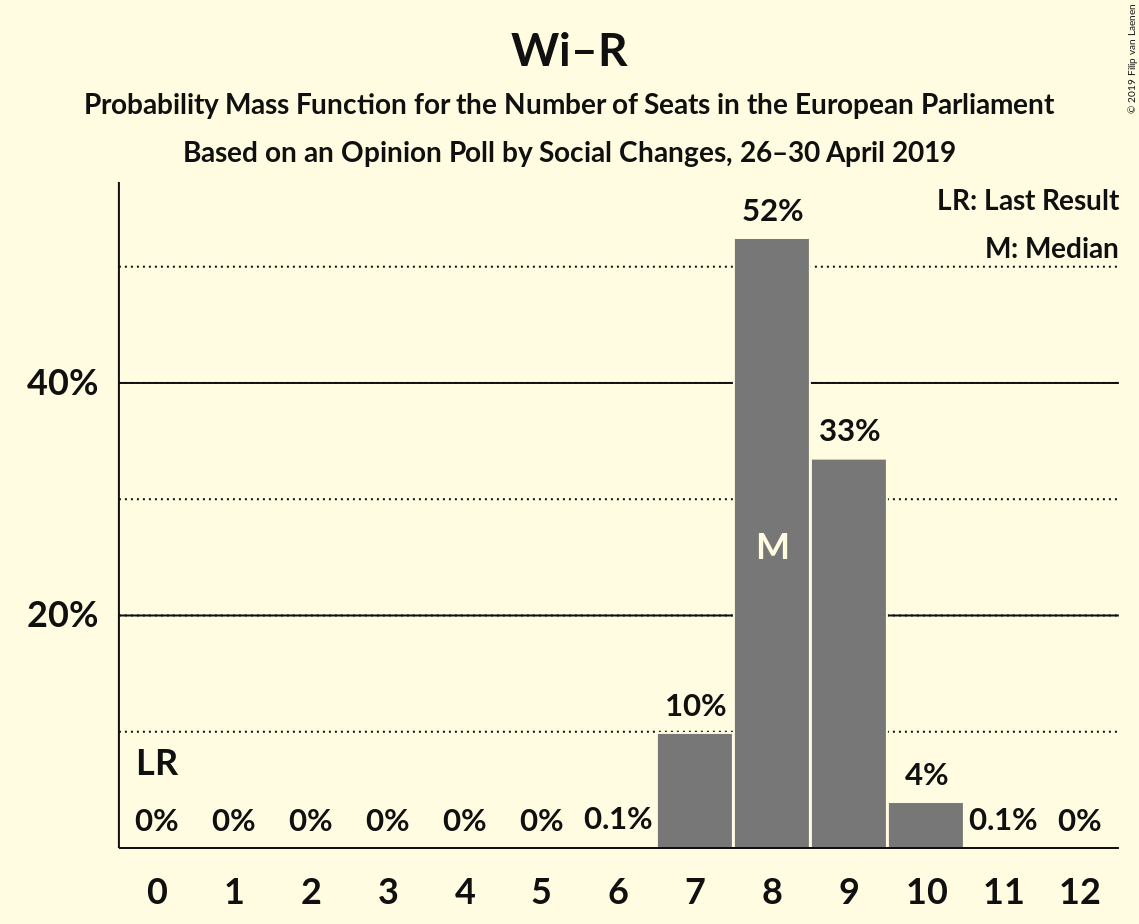 Wi–R
Probability Mass Function for the Number of Seats in the European Parliament
Based on an Opinion Poll by Social Changes, 26–30 April 2019
© 2019 Filip van Laenen
LR: Last Result
M: Median
52%
40%
33%
M
20%
10%
LR
4%
0% 0% 0% 0% 0% 0% 0.1% 0.1% 0%
0 1 2 3 4 5 6 7 8 9 10 11 12